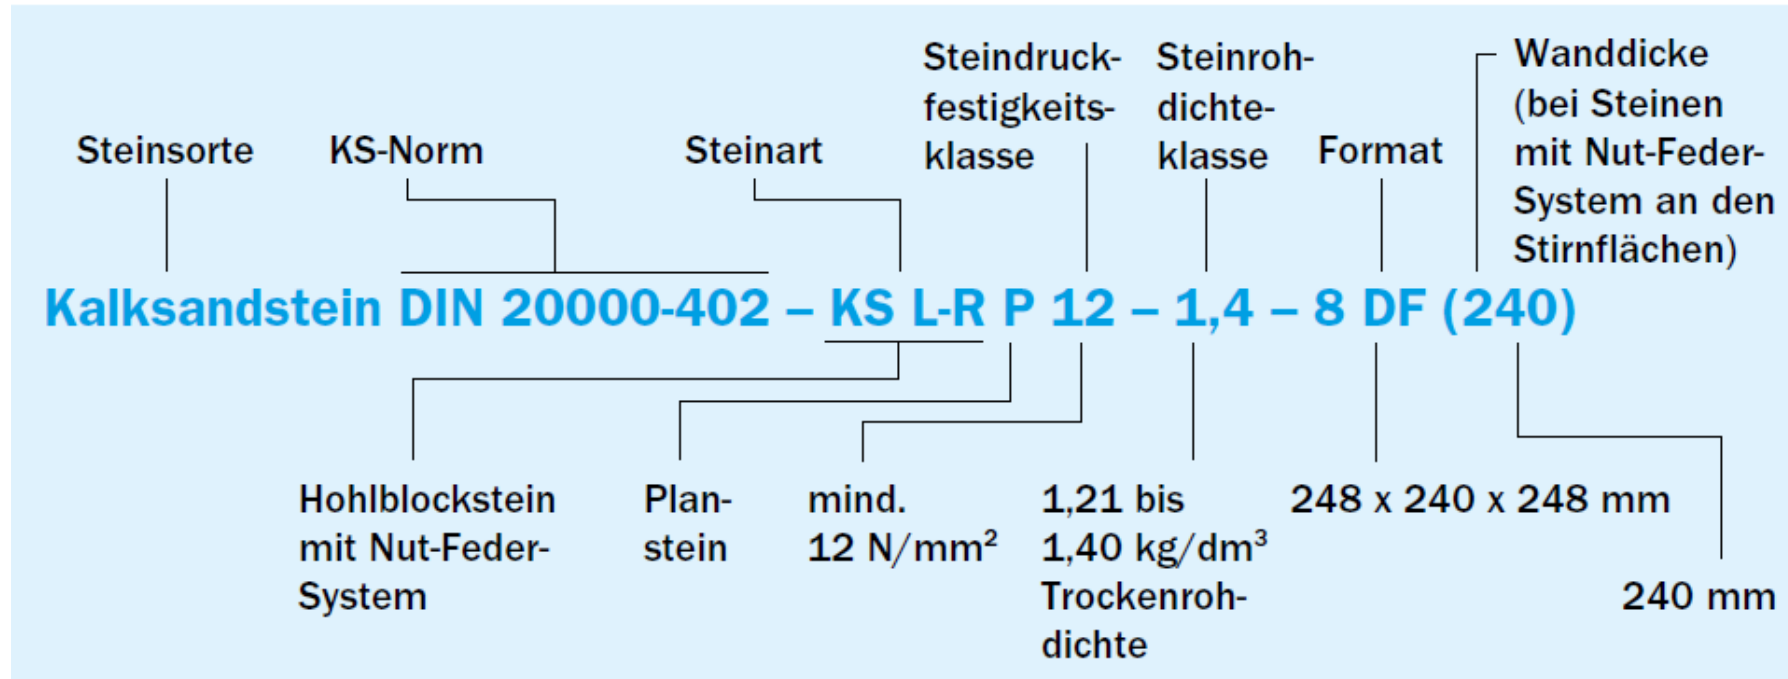 Steinsorte
KS-Norm
Steinart
Steindruck-
festigkeits-
klasse
Steinroh-
dichte-
klasse
Format
Wanddicke
(bei Steinen
mit Nut-Feder-
System an den
Stirnflächen)
Kalksandstein DIN 20000-402 – KS L-R P 12 – 1,4 – 8 DF (240)
Hohlblockstein
mit Nut-Feder-
System
Plan-
stein
mind.
12 N/mm²
1,21 bis
1,40 kg/dm³
Trockenroh-
dichte
248 x 240 x 248 mm
240 mm